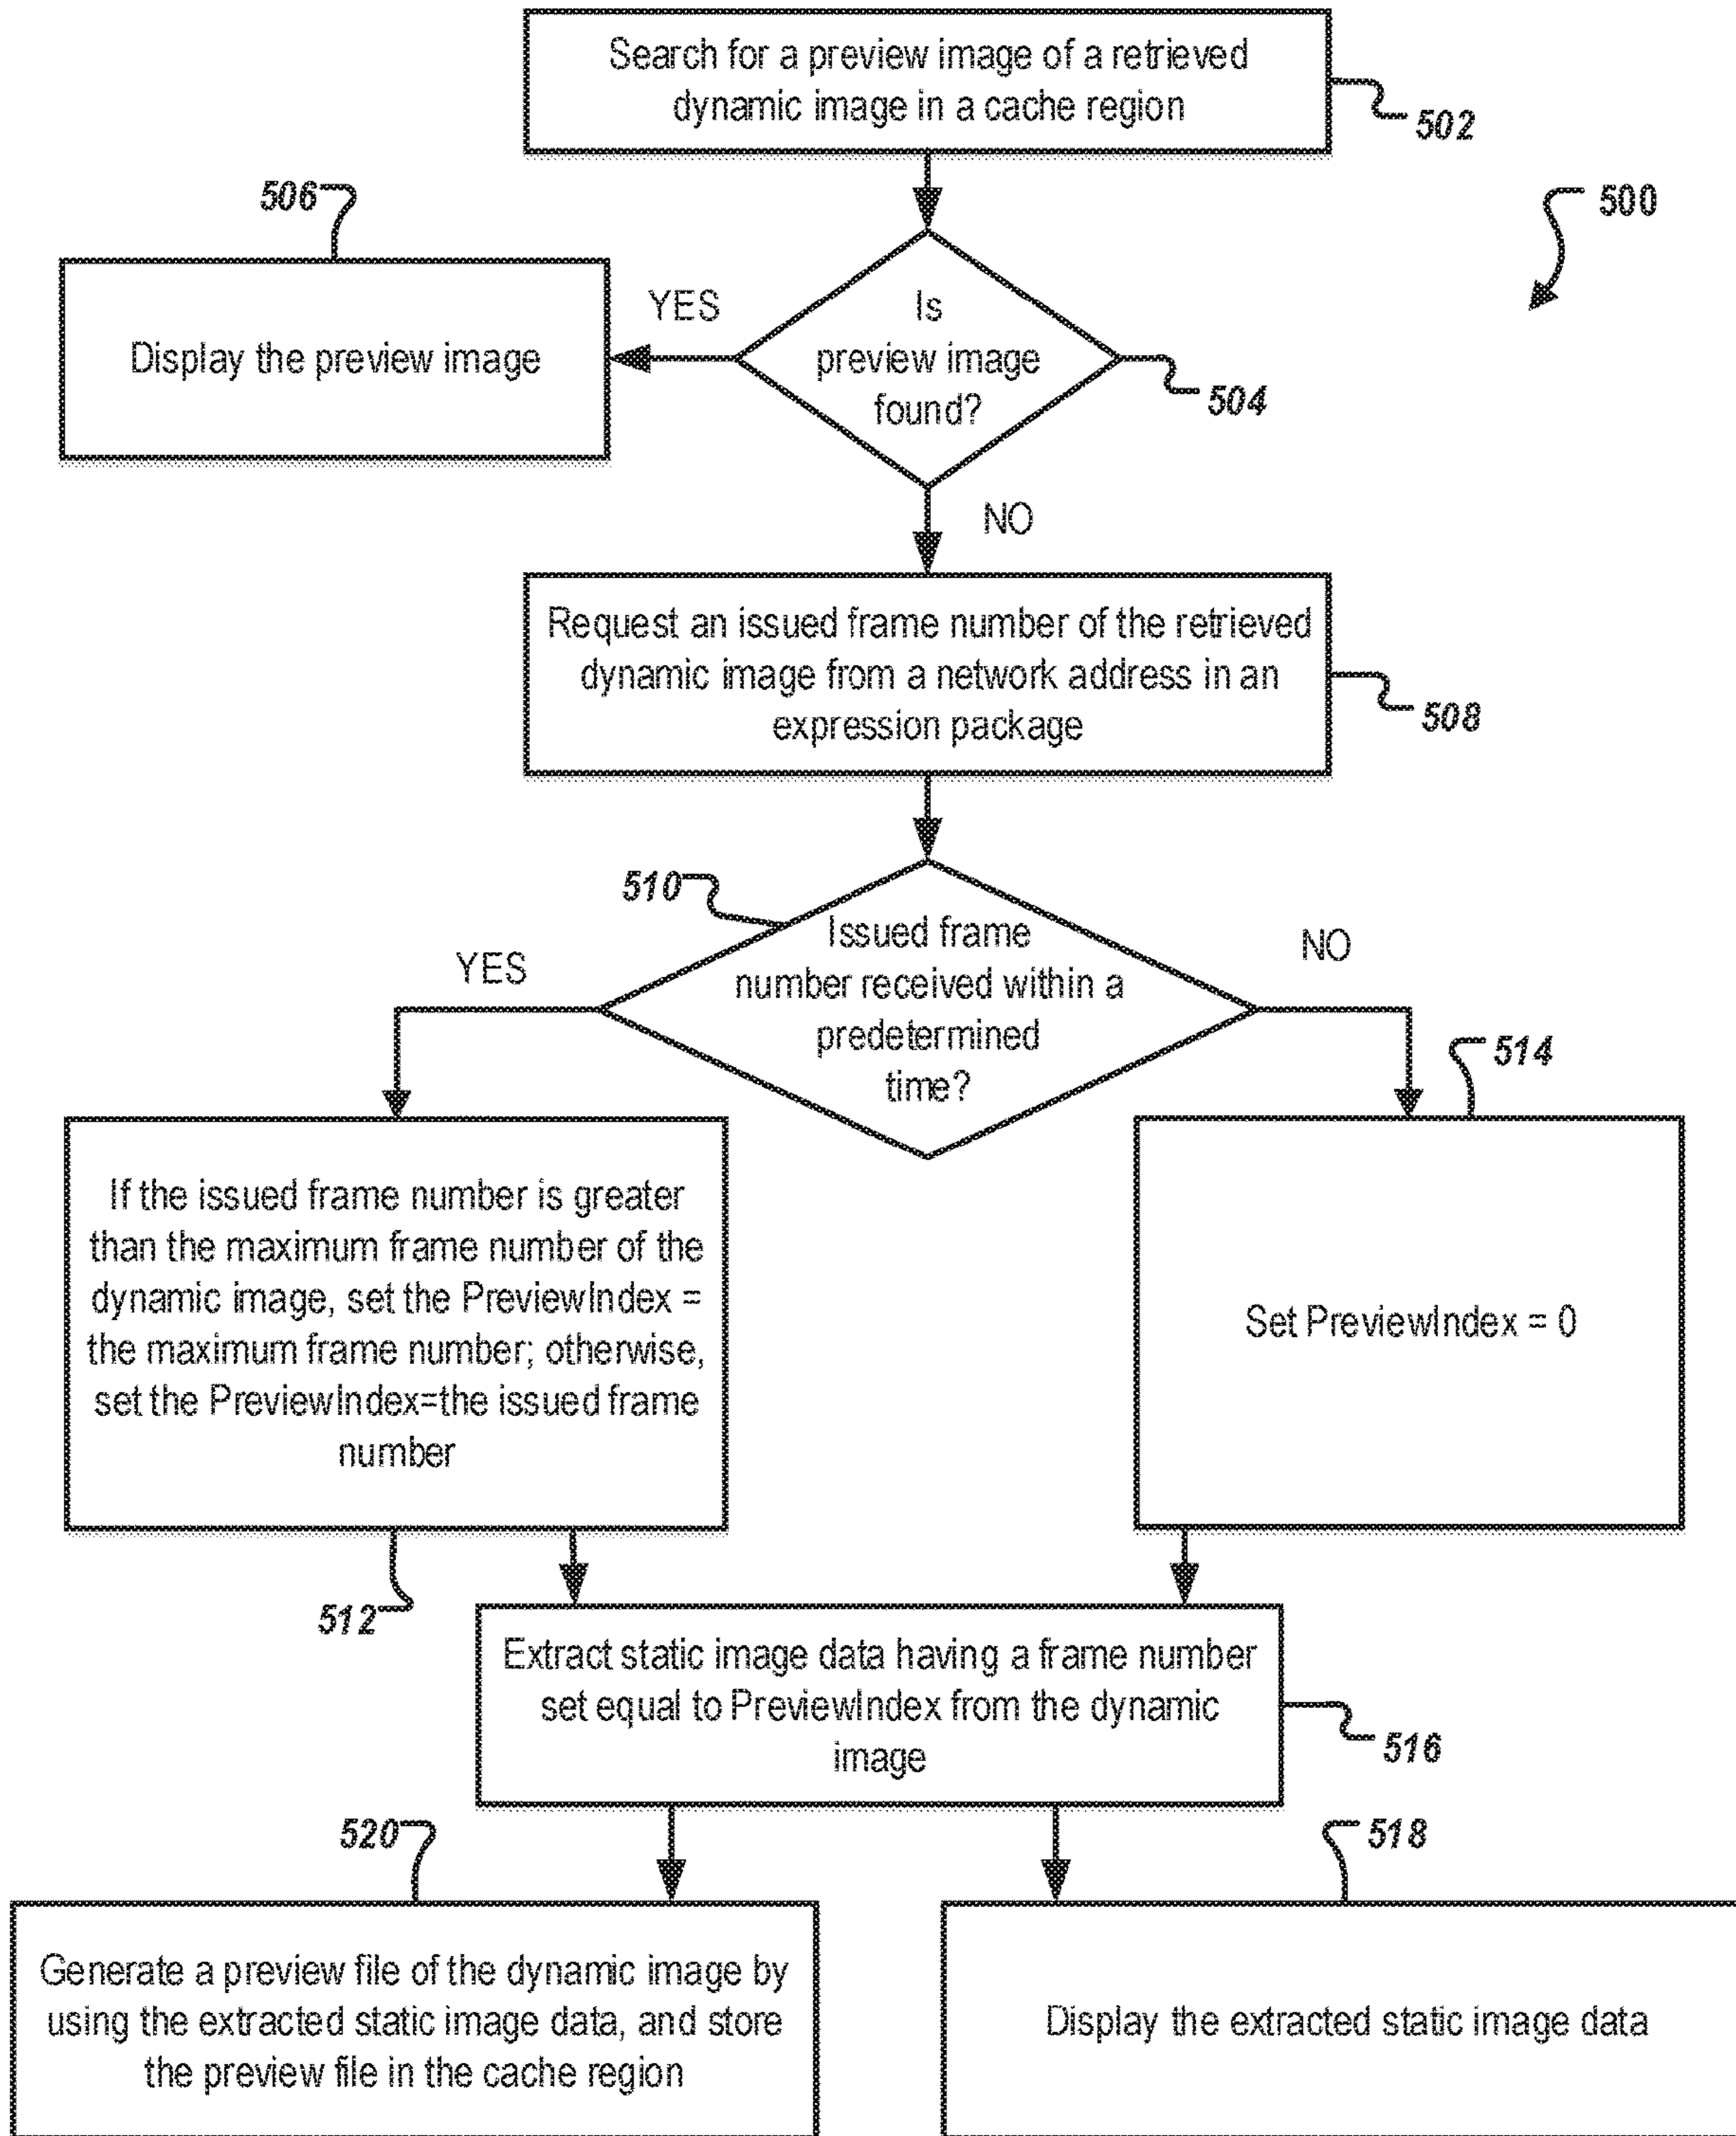 Search for a preview image of a retrieved
dynamic image in a cache region
502
506
500
YES
Is
preview image
found?
Display the preview image
504
NO
Request an issued frame number of the retrieved
dynamic image from a network address in an
expression package
508
510
YES
Issued frame
number received within a
predetermined
time?
NO
514
If the issued frame number is greater
than the maximum frame number of the
dynamic image, set the PreviewIndex =
the maximum frame number; otherwise,
set the PreviewIndex=the issued frame
number
Set PreviewIndex = 0
512
Extract static image data having a frame number
set equal to PreviewIndex from the dynamic
image
516
520
518
Generate a preview file of the dynamic image by
using the extracted static image data, and store
the preview file in the cache region
Display the extracted static image data